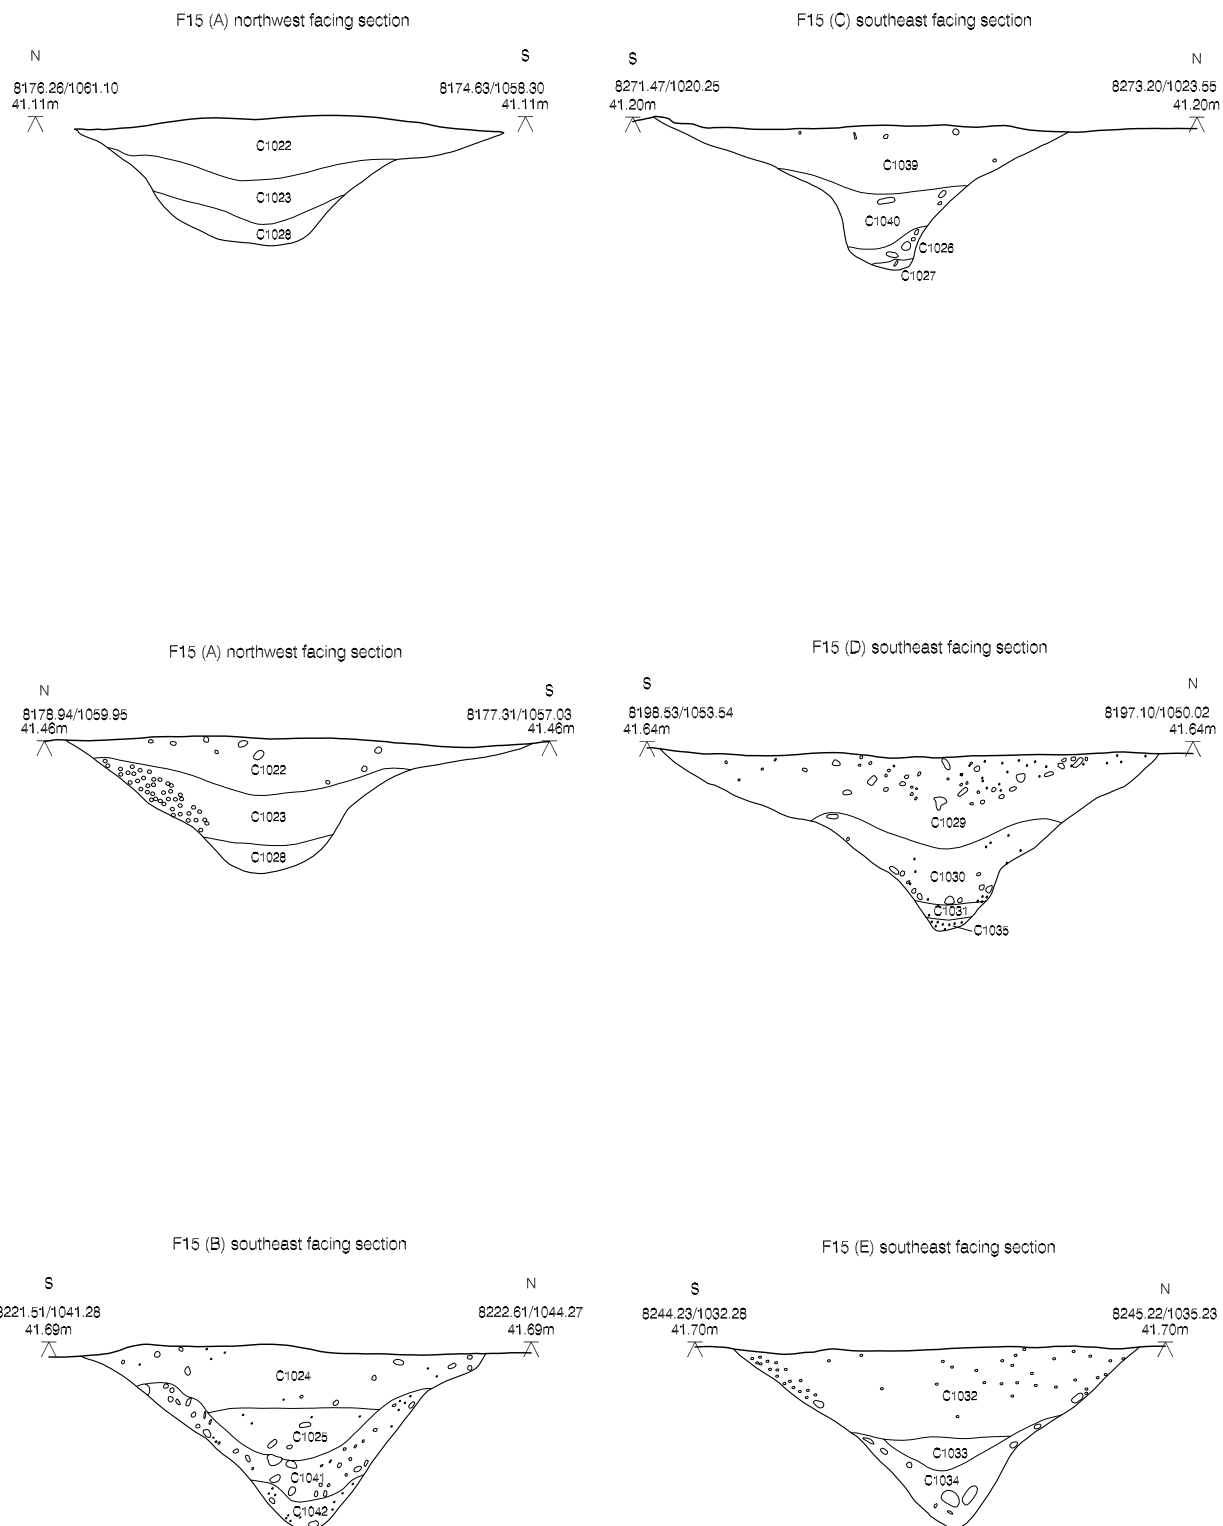 F15 (A) northwest facing section
N
S
8176.26/1061.10
8174.63/1058.30
41.11m
41.11m
C1022
C1023
C1028
F15 (C) southeast facing section
S
N
8271.47/1020.25
8273.20/1023.55
41.20m
41.20m
C1039
C1040
C1026
C1027
F15 (A) northwest facing section
N
S
8178.94/1059.95
8177.31/1057.03
41.46m
41.46m
C1022
C1023
C1028
F15 (D) southeast facing section
S
N
8198.53/1053.54
8197.10/1050.02
41.64m
41.64m
C1029
C1030
C1031
C1035
F15 (B) southeast facing section
S
N
8221.51/1041.28
8222.61/1044.27
41.69m
41.69m
C1024
C1025
C1041
C1042
F15 (E) southeast facing section
S
N
8244.23/1032.28
8245.22/1035.23
41.70m
41.70m
C1032
C1033
C1034